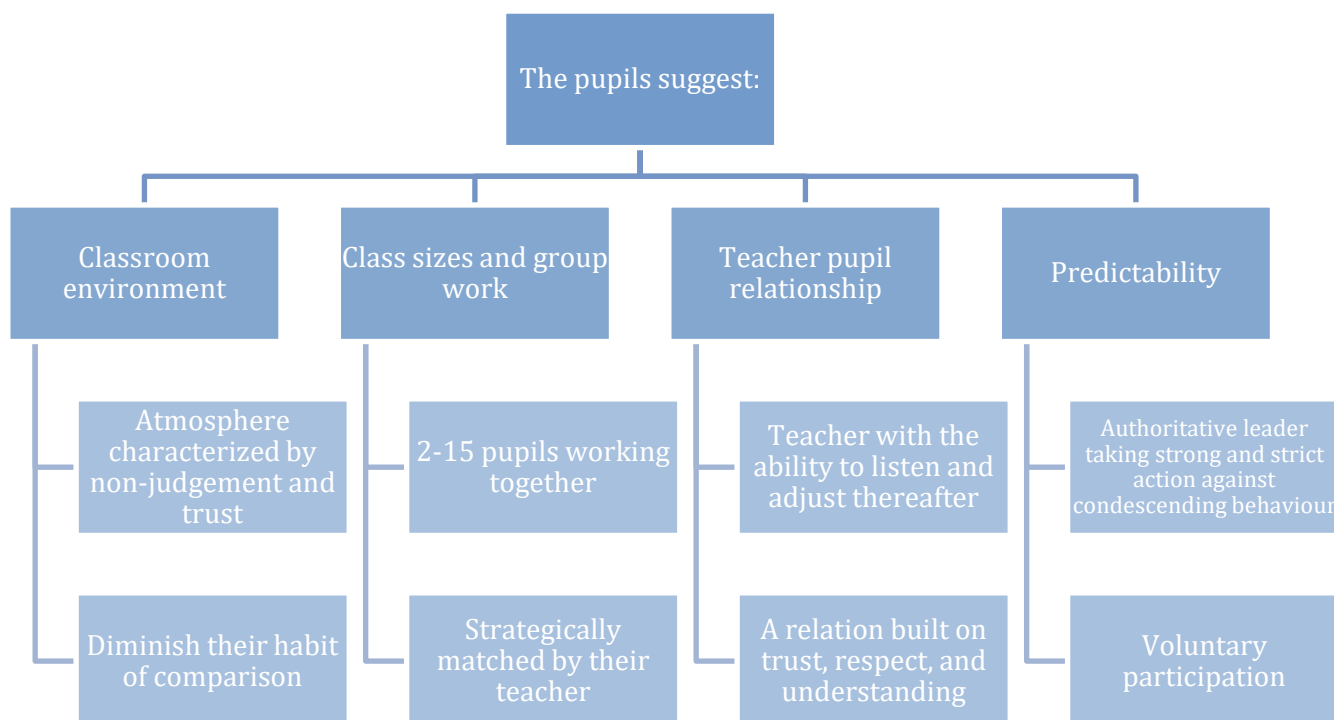 The pupils suggest:
Classroom
environment
Class sizes and group
work
Teacher pupil
relationship
Predictability
Atmosphere
characterized by
non-judgement and
trust
2-15 pupils working
together
Teacher with the
ability to listen and
adjust thereafter
Authoritative leader
taking strong and strict
action against
condescending behaviour
Diminish their habit
of comparison
Strategically
matched by their
teacher
A relation built on
trust, respect, and
understanding
Voluntary
participation